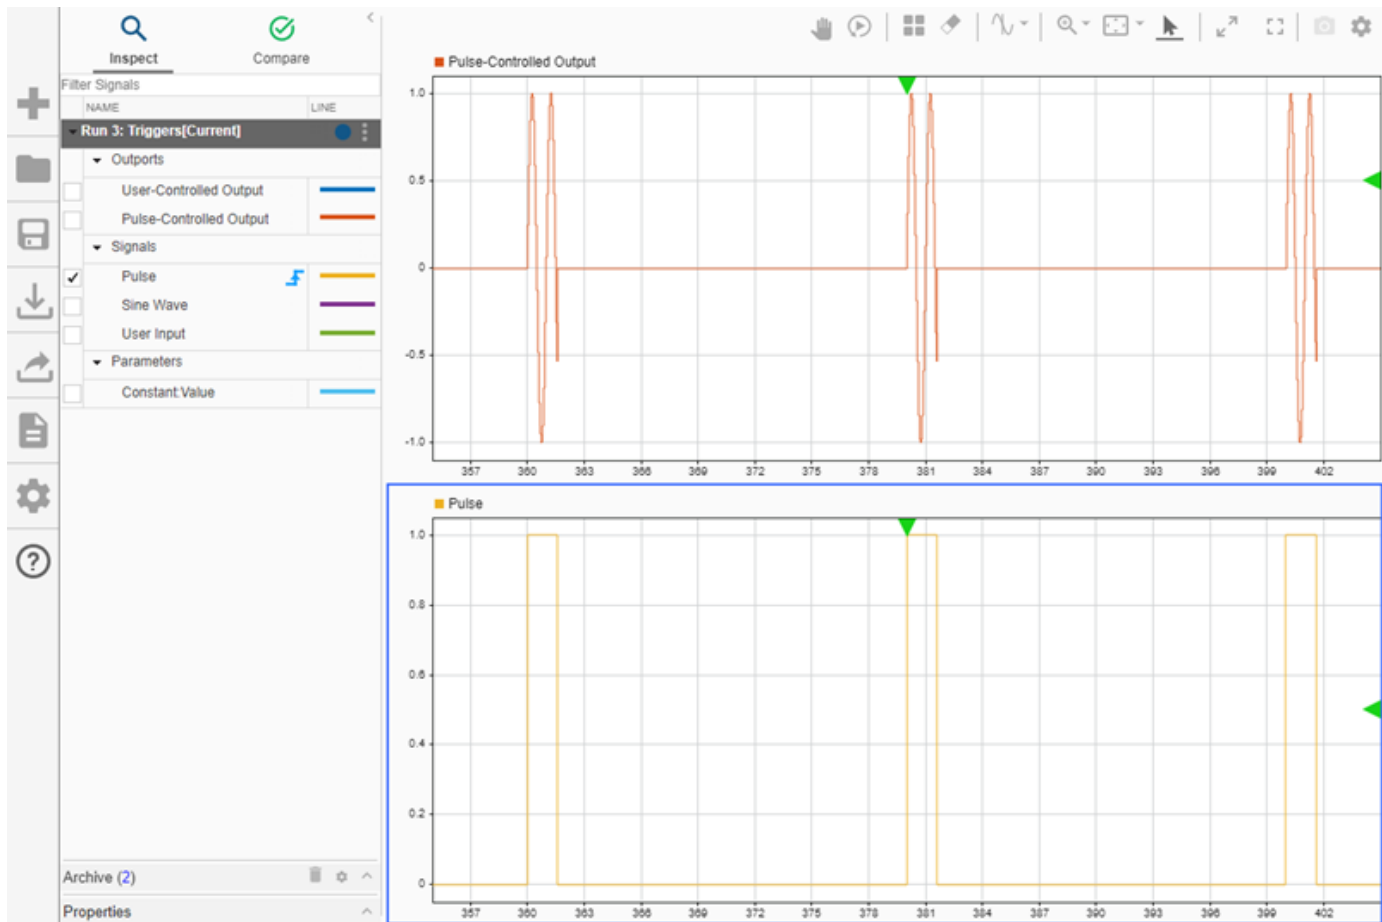 Inspect
Compare
Filter Signals
NAME
LINE
Run 3: Triggers[Current]
Outports
User-Controlled Output
Pulse-Controlled Output
Signals
Pulse
Sine Wave
User Input
Parameters
Constant:Value
Archive (2)
Properties
Pulse-Controlled Output
1.0
0.5
0
-0.5
-1.0
357 360 363 366 369 372 375 378 381 384 387 390 393 396 399 402
Pulse
1.0
0.8
0.6
0.4
0.2
0
357 360 363 366 369 372 375 378 381 384 387 390 393 396 399 402